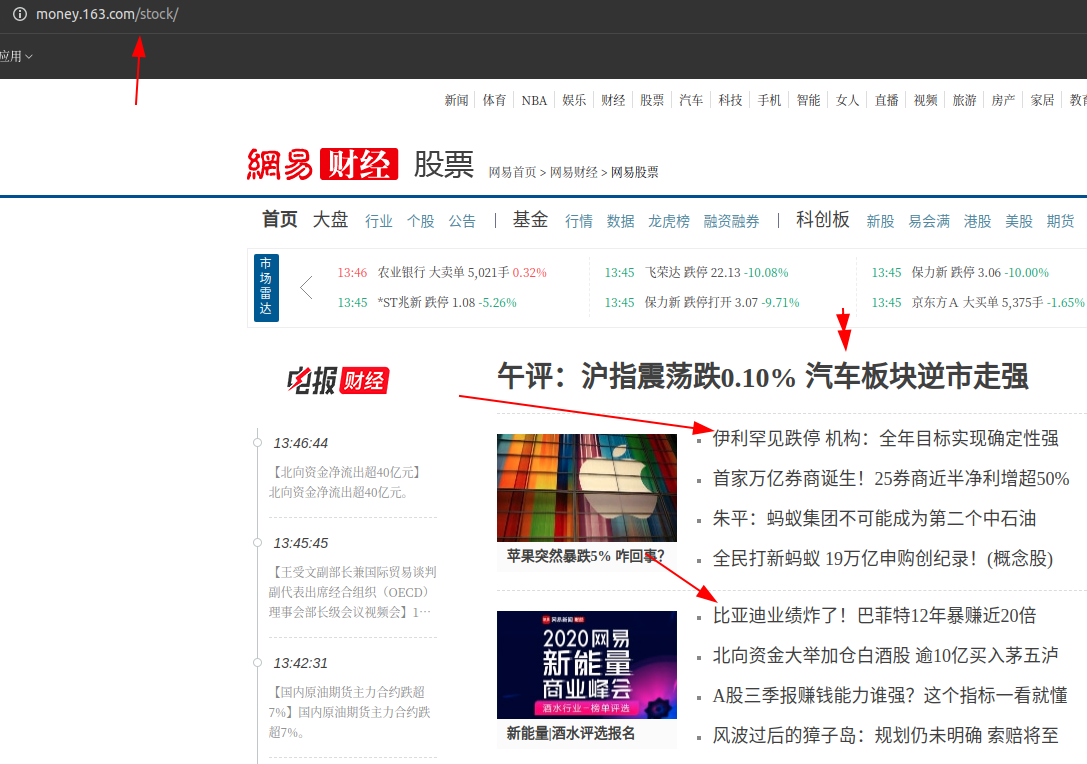 money.163.com/stock/
应用
新闻 体育 NBA 娱乐 财经 股票 汽车 科技 手机 智能 女人 直播 视频 旅游 房产 家居 教育
網易 财经 股票 网易首页 > 网易财经 > 网易股票
首页 大盘 行业 个股 公告 | 基金 行情 数据 龙虎榜 融资融券 | 科创板 新股 易会满 港股 美股 期货
市场雷达
13:46 农业银行 大卖单 5,021手 0.32%
13:45 飞荣达 跌停 22.13 -10.08%
13:45 保力新 跌停 3.06 -10.00%
13:45 *ST兆新 跌停 1.08 -5.26%
13:45 保力新 跌停打开 3.07 -9.71%
13:45 京东方A 大买单 5,375手 -1.65%
电报 财经
13:46:44
【北向资金净流出超40亿元】
北向资金净流出超40亿元。
13:45:45
【王受文副部长兼国际贸易谈判
副代表出席经合组织（OECD）
理事会部长级会议视频会】1…
13:42:31
【国内原油期货主力合约跌超
7%】国内原油期货主力合约跌
超7%。
午评：沪指震荡跌0.10% 汽车板块逆市走强
苹果突然暴跌5% 咋回事?
伊利罕见跌停 机构：全年目标实现确定性强
首家万亿券商诞生！25券商近半净利增超50%
朱平：蚂蚁集团不可能成为第二个中石油
全民打新蚂蚁 19万亿申购创纪录！(概念股)
网易新闻 财经
2020网易
新能量
商业峰会
酒水行业-榜单评选
新能量|酒水评选报名
比亚迪业绩炸了！巴菲特12年暴赚近20倍
北向资金大举加仓白酒股 逾10亿买入茅五泸
A股三季报赚钱能力谁强？这个指标一看就懂
风波过后的獐子岛：规划仍未明确 索赔将至